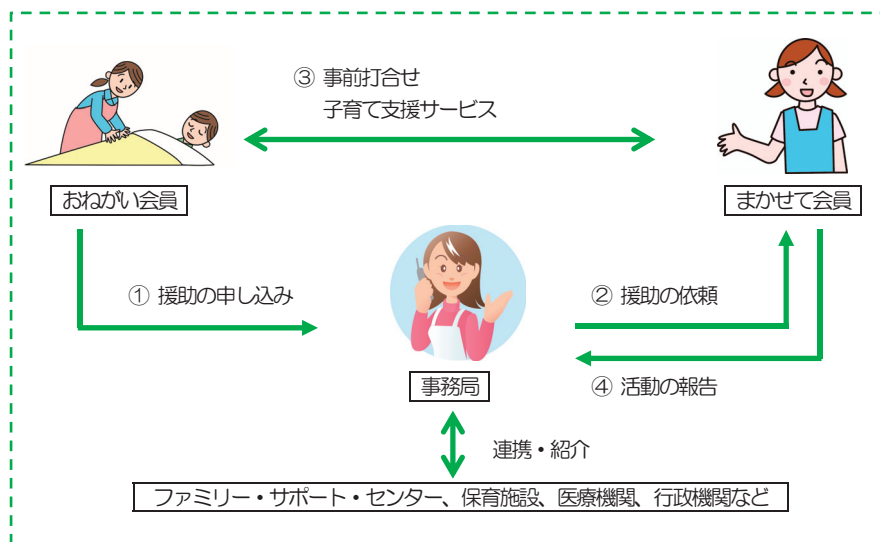 ③ 事前打合せ
子育て支援サービス
おねがい会員
まかせて会員
① 援助の申し込み
② 援助の依頼
事務局
④ 活動の報告
連携・紹介
ファミリー・サポート・センター、保育施設、医療機関、行政機関など